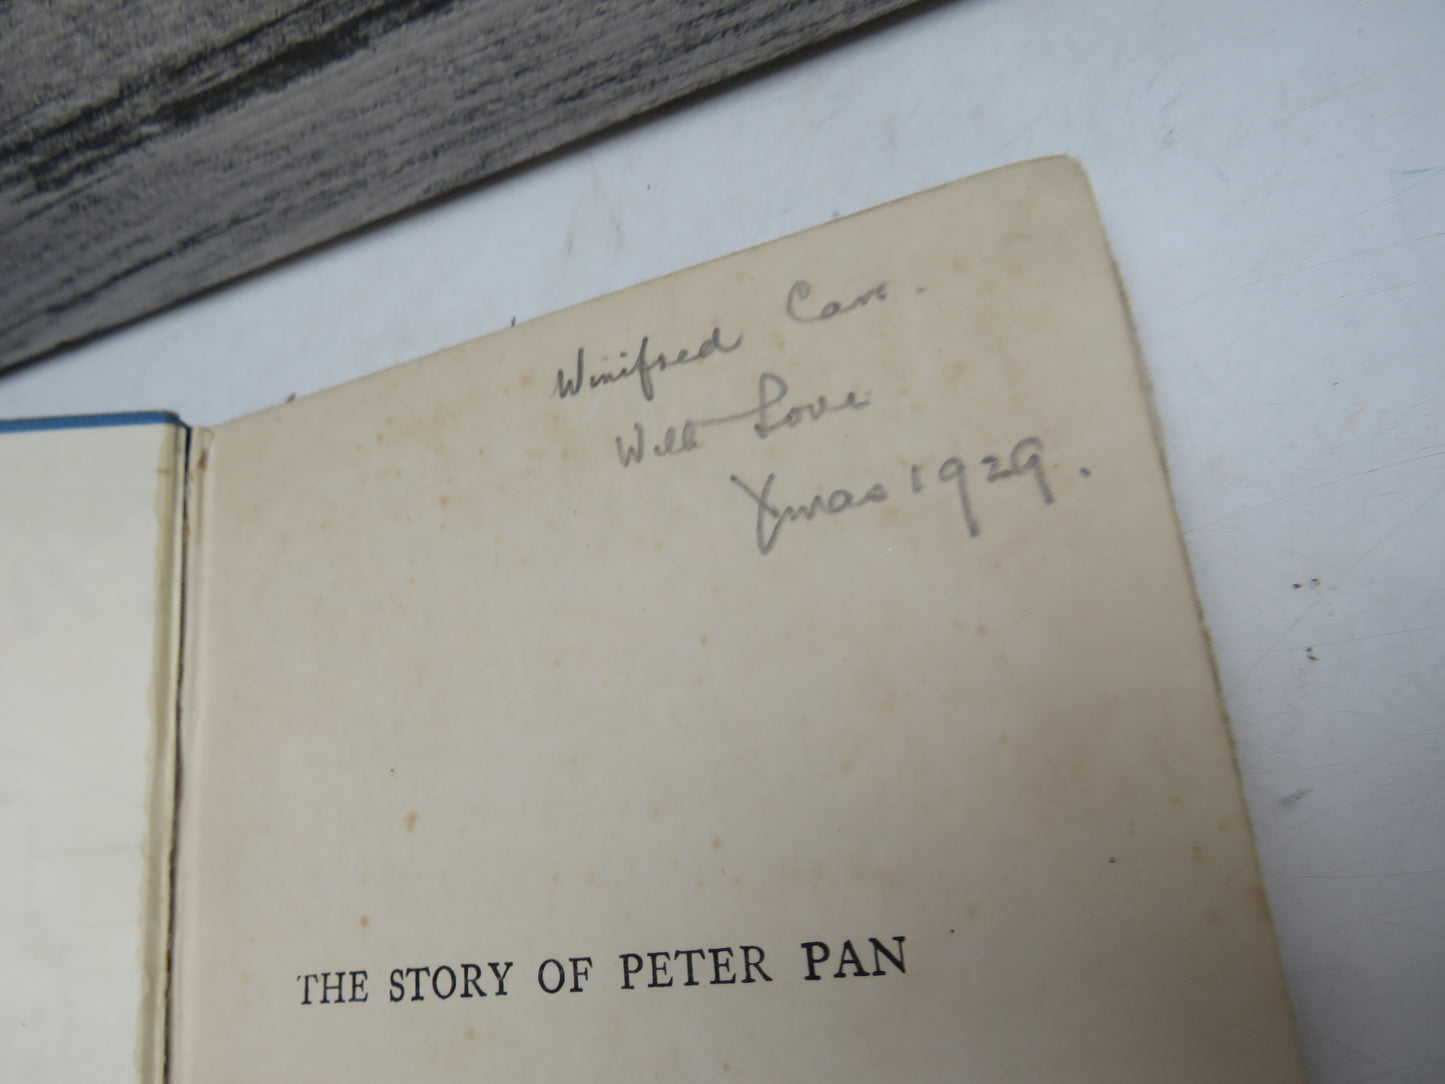 Winifred Carr.
With Love
Xmas 1929.
THE STORY OF PETER PAN